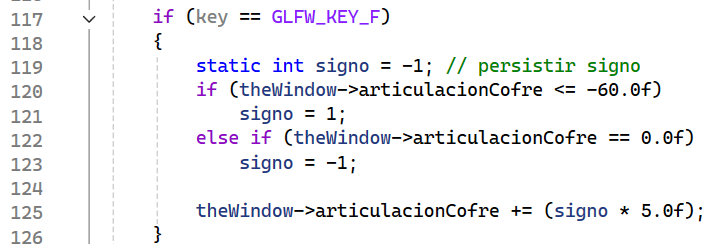 117 if (key == GLFW_KEY_F)
118 {
119 static int signo = -1; // persistir signo
120 if (theWindow->articulacionCofre <= -60.0f)
121 signo = 1;
122 else if (theWindow->articulacionCofre == 0.0f)
123 signo = -1;
124
125 theWindow->articulacionCofre += (signo * 5.0f);
126 }